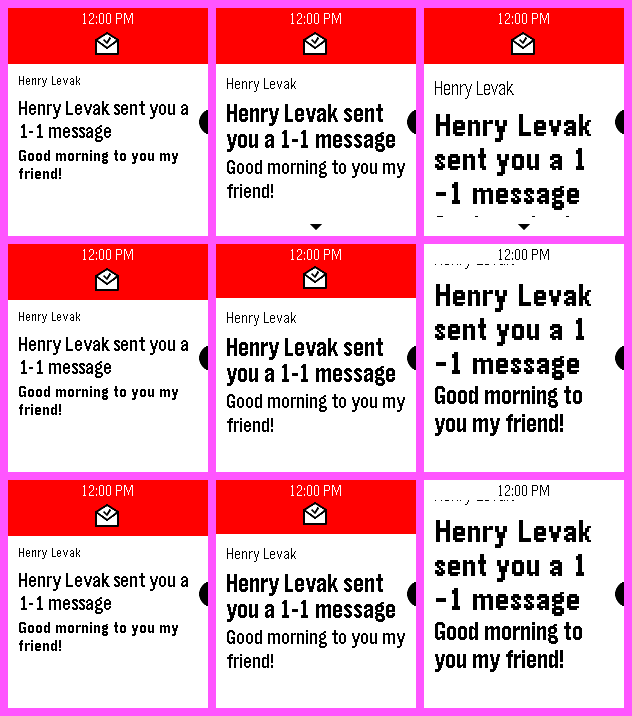 12:00 PM
Henry Levak
Henry Levak sent you a
1-1 message
Good morning to you my
friend!
12:00 PM
Henry Levak
Henry Levak sent
you a 1-1 message
Good morning to you my
friend!
12:00 PM
Henry Levak
Henry Levak
sent you a 1
-1 message
12:00 PM
Henry Levak
Henry Levak sent you a
1-1 message
Good morning to you my
friend!
12:00 PM
Henry Levak
Henry Levak sent
you a 1-1 message
Good morning to you my
friend!
12:00 PM
Henry Levak
sent you a 1
-1 message
Good morning to
you my friend!
12:00 PM
Henry Levak
Henry Levak sent you a
1-1 message
Good morning to you my
friend!
12:00 PM
Henry Levak
Henry Levak sent
you a 1-1 message
Good morning to you my
friend!
12:00 PM
Henry Levak
sent you a 1
-1 message
Good morning to
you my friend!